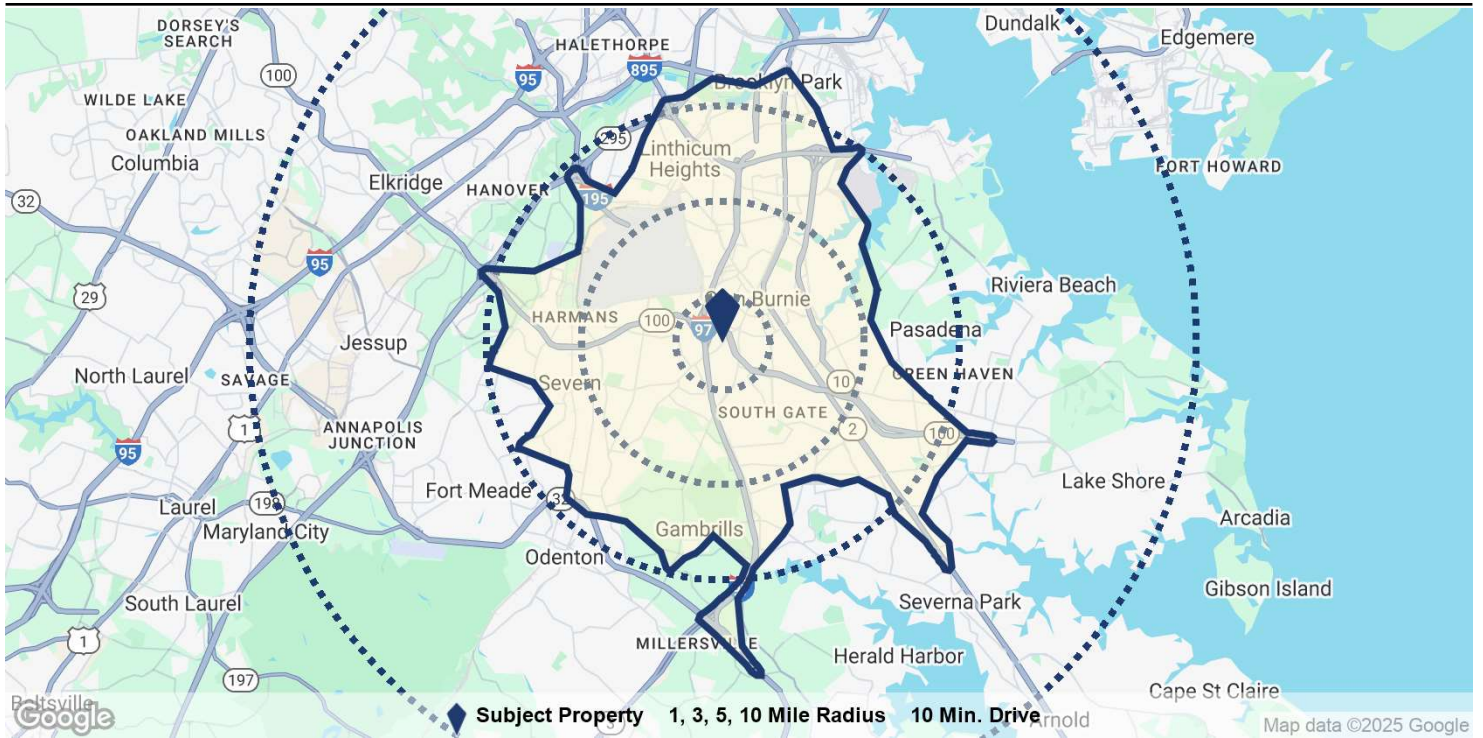 DORSEY'S
SEARCH
Dundalk
Edgemere
HALETHORPE
100
95
895
Brooklyn Park
WILDE LAKE
OAKLAND MILLS
Columbia
295
Linthicum
Heights
FORT HOWARD
Elkridge
HANOVER
32
195
95
29
Riviera Beach
Glen Burnie
HARMANS
100
97
Pasadena
Jessup
North Laurel
SAVAGE
Severn
10
GREEN HAVEN
SOUTH GATE
1
ANNAPOLIS
JUNCTION
2
100
95
Fort Meade
32
Lake Shore
Laurel
198
Maryland City
Gambrills
Arcadia
Odenton
Gibson Island
South Laurel
Severna Park
1
MILLERSVILLE
Herald Harbor
197
Cape St Claire
Beltsville
Google
3
Subject Property 1, 3, 5, 10 Mile Radius 10 Min. Drive
Arnold
Map data ©2025 Google